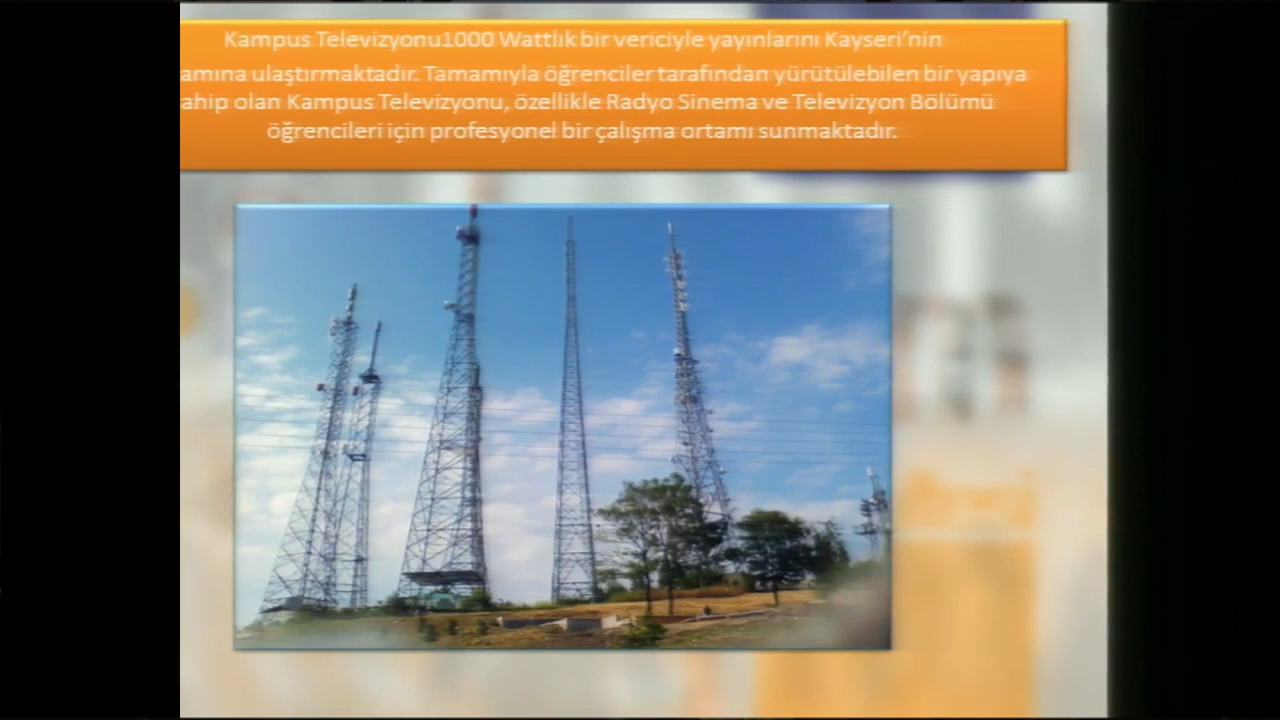 Kampus Televizyonu1000 Wattlık bir vericiyle yayınlarını Kayseri’nin
amına ulaştırmaktadır. Tamamıyla öğrenciler tarafından yürütülebilen bir yapıya
ahip olan Kampus Televizyonu, özellikle Radyo Sinema ve Televizyon Bölümü
öğrencileri için profesyonel bir çalışma ortamı sunmaktadır.